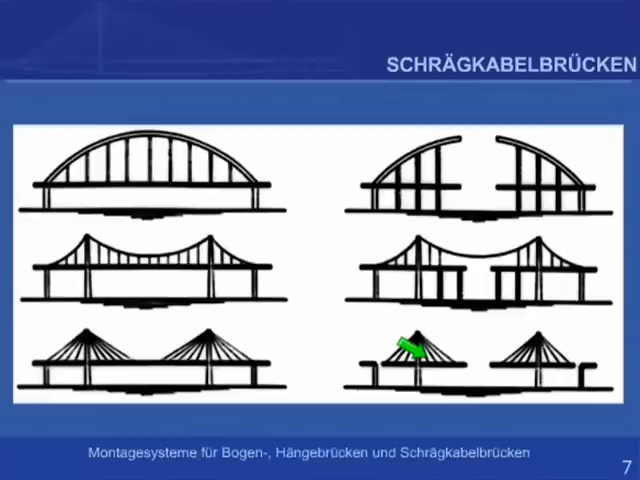 SCHRÄGKABELBRÜCKEN
Montagesysteme für Bogen-, Hängebrücken und Schrägkabelbrücken
7